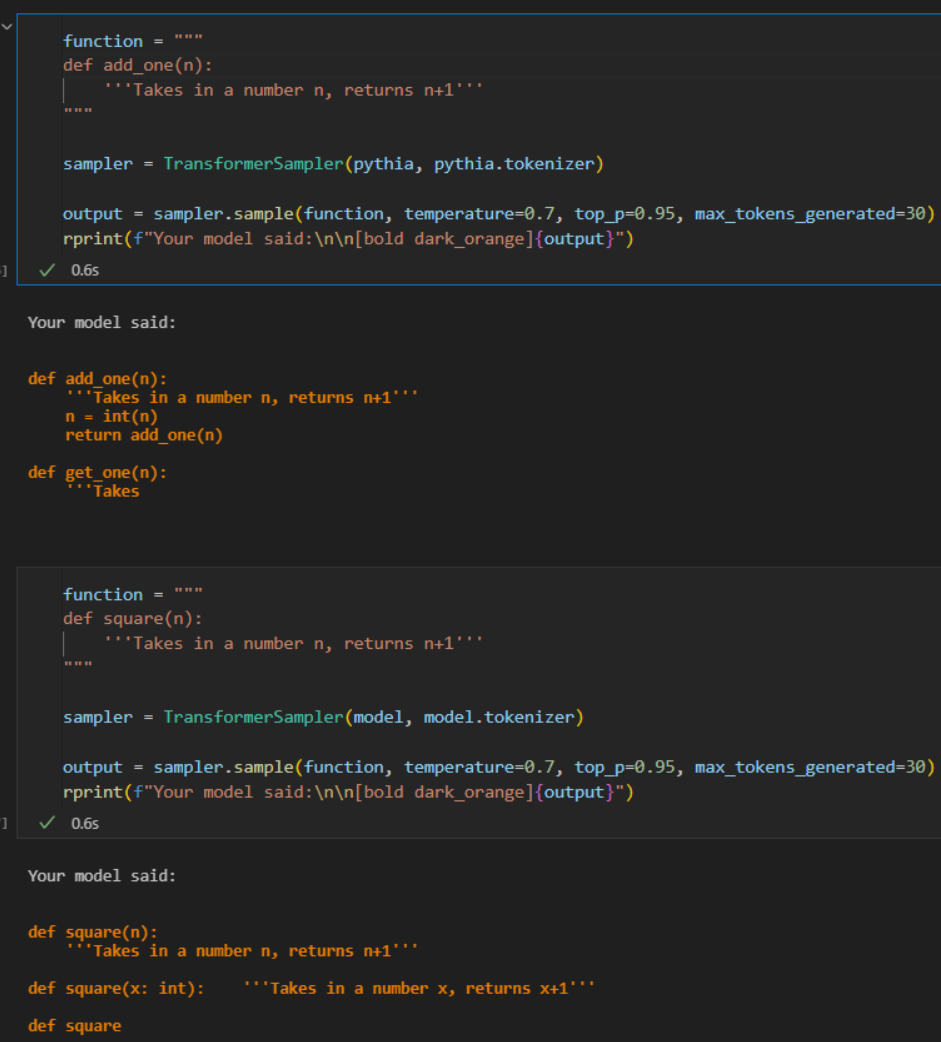 function = """
def add_one(n):
    '''Takes in a number n, returns n+1'''
"""
sampler = TransformerSampler(pythia, pythia.tokenizer)
output = sampler.sample(function, temperature=0.7, top_p=0.95, max_tokens_generated=30)
rprint(f"Your model said:\n\n[bold dark_orange]{output}")
] ✓ 0.6s
Your model said:
def add_one(n):
    '''Takes in a number n, returns n+1'''
    n = int(n)
    return add_one(n)
def get_one(n):
    '''Takes
function = """
def square(n):
    '''Takes in a number n, returns n+1'''
"""
sampler = TransformerSampler(model, model.tokenizer)
output = sampler.sample(function, temperature=0.7, top_p=0.95, max_tokens_generated=30)
rprint(f"Your model said:\n\n[bold dark_orange]{output}")
] ✓ 0.6s
Your model said:
def square(n):
    '''Takes in a number n, returns n+1'''
def square(x: int):    '''Takes in a number x, returns x+1'''
def square